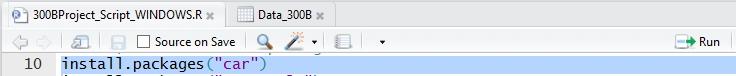 300BProject_Script_WINDOWS.R Data_300B
Source on Save Run
10 install.packages("car")